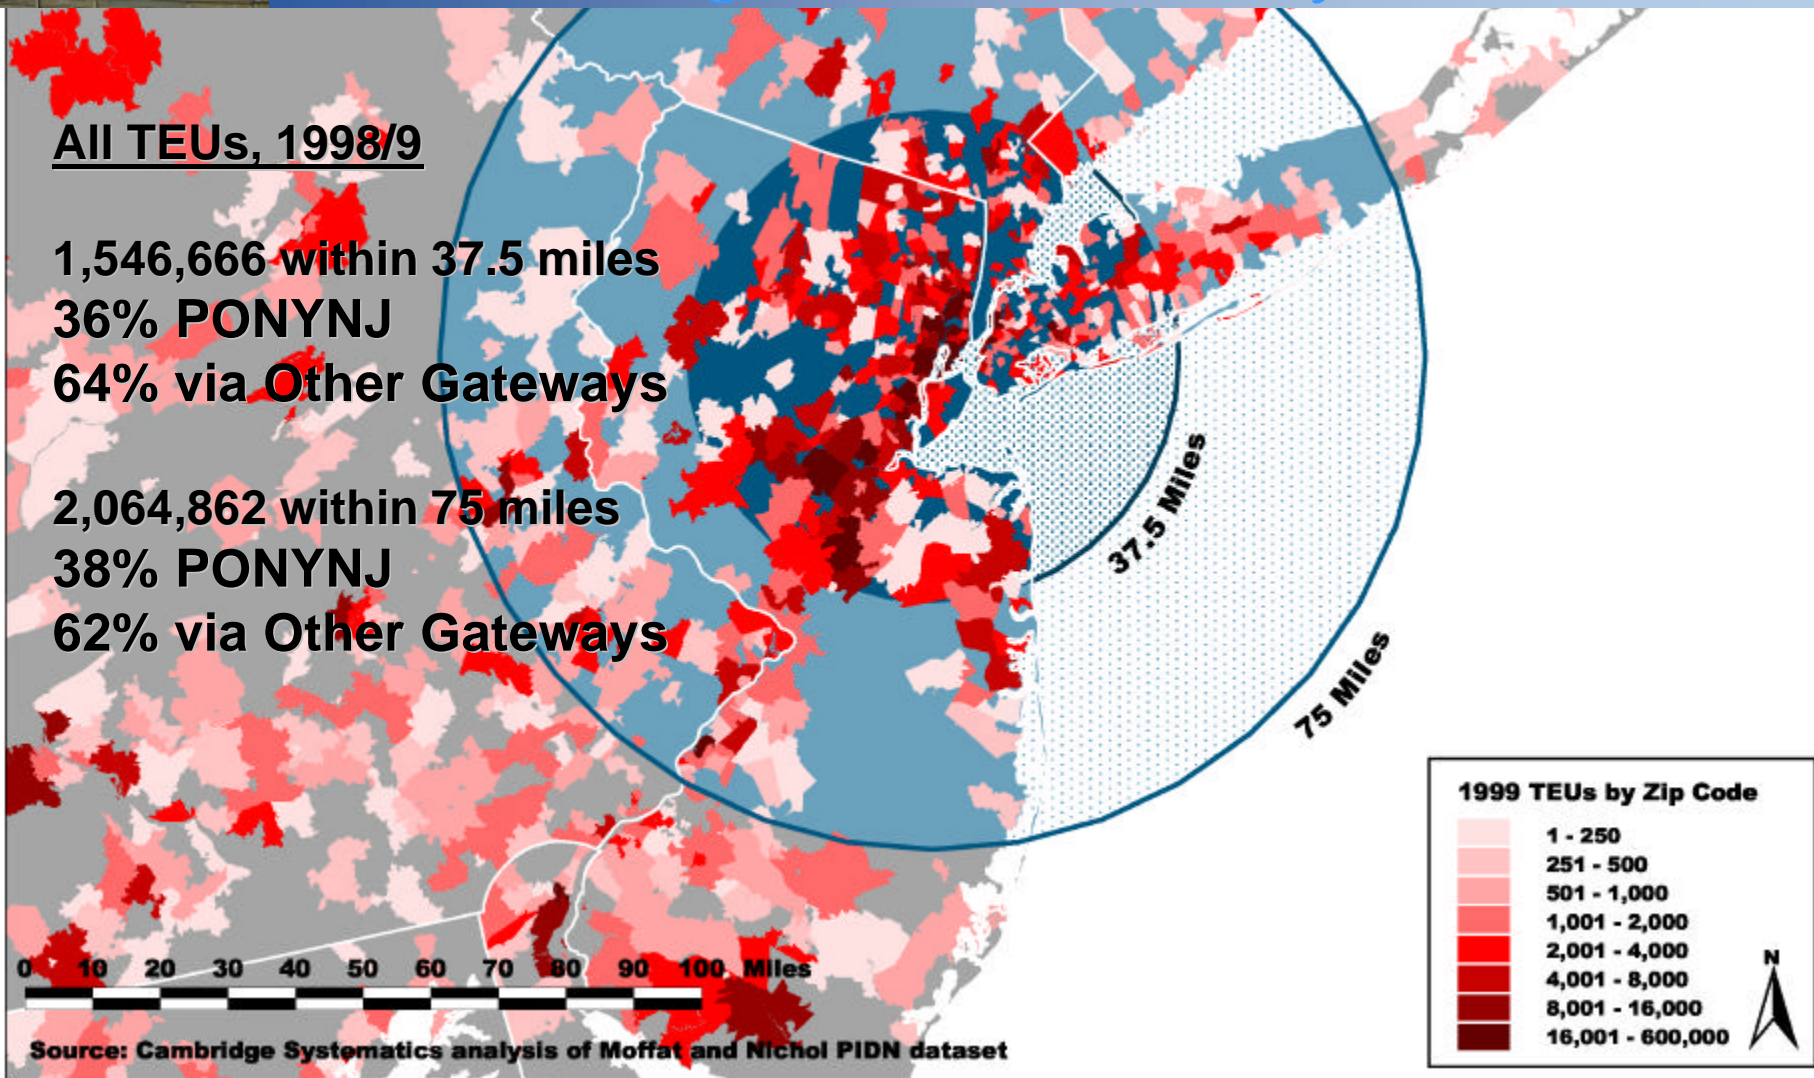 All TEUs, 1998/9
1,546,666 within 37.5 miles
36% PONYNJ
64% via Other Gateways
2,064,862 within 75 miles
38% PONYNJ
62% via Other Gateways
37.5 Miles
75 Miles
1999 TEUs by Zip Code
1 - 250
251 - 500
501 - 1,000
1,001 - 2,000
2,001 - 4,000
4,001 - 8,000
8,001 - 16,000
16,001 - 600,000
N
0 10 20 30 40 50 60 70 80 90 100 Miles
Source: Cambridge Systematics analysis of Moffat and Nichol PIDN dataset